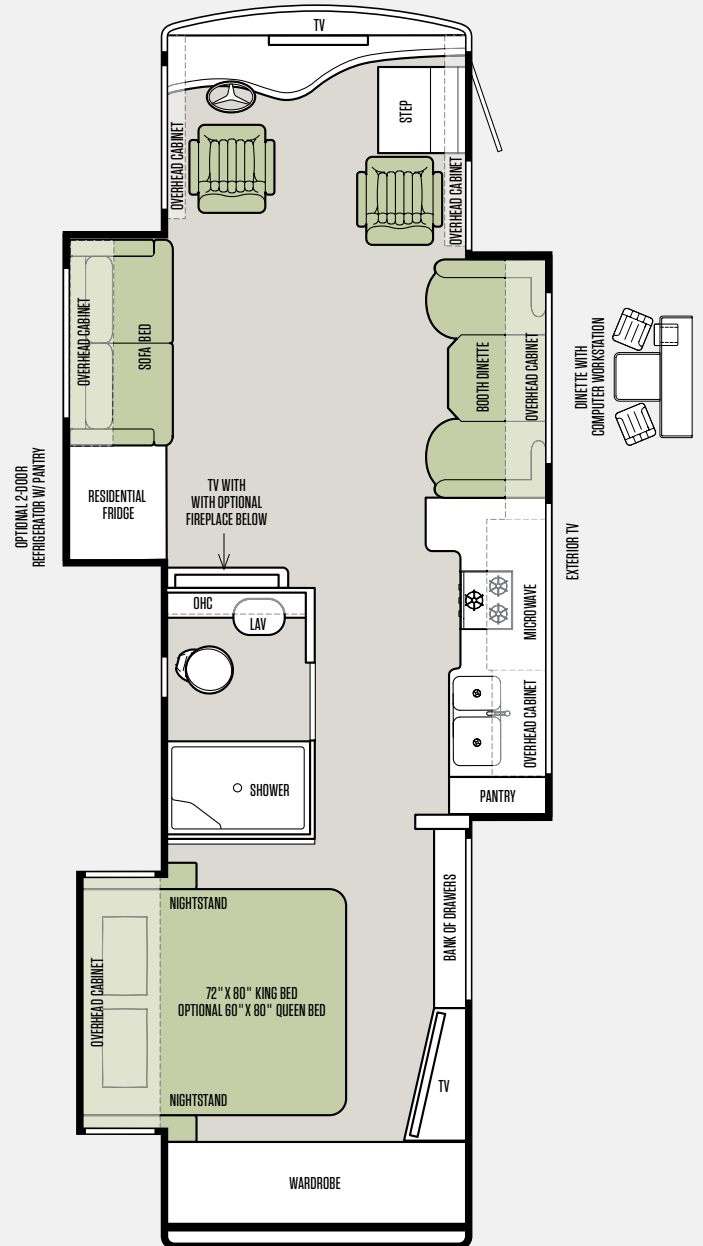 TV
STEP
OVERHEAD CABINET
OVERHEAD CABINET
OVERHEAD CABINET
SOFA BED
BOOTH DINETTE
OVERHEAD CABINET
DINETTE WITH
COMPUTER WORKSTATION
OPTIONAL 2-DOOR
REFRIGERATOR W/ PANTRY
RESIDENTIAL
FRIDGE
TV WITH
WITH OPTIONAL
FIREPLACE BELOW
EXTERIOR TV
OHC
LAV
MICROWAVE
OVERHEAD CABINET
SHOWER
PANTRY
NIGHTSTAND
BANK OF DRAWERS
OVERHEAD CABINET
72" X 80" KING BED
OPTIONAL 60" X 80" QUEEN BED
NIGHTSTAND
TV
WARDROBE